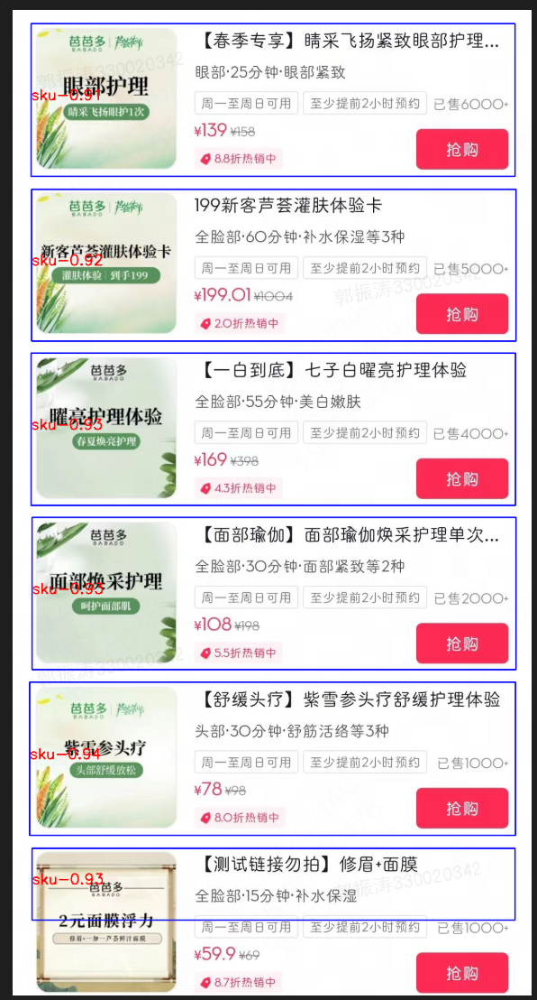 芭芭多 芦荟鲜作
BABADO
眼部护理
sku-0.91
睛采飞扬眼护1次
【春季专享】睛采飞扬紧致眼部护理...
眼部·25分钟·眼部紧致
周一至周日可用 至少提前2小时预约 已售6000+
¥139 ¥158
8.8折热销中
抢购
郭振涛330020342
芭芭多
BABADO
新客芦荟灌肤体验卡
sku-0.92
灌肤体验 到手199
199新客芦荟灌肤体验卡
全脸部·60分钟·补水保湿等3种
周一至周日可用 至少提前2小时预约 已售5000+
¥199.01 ¥1004
2.0折热销中
抢购
郭振涛330020342
芭芭多
BABADO
曜亮护理体验
sku-0.93
春夏焕亮护理
【一白到底】七子白曜亮护理体验
全脸部·55分钟·美白嫩肤
周一至周日可用 至少提前2小时预约 已售4000+
¥169 ¥398
4.3折热销中
抢购
芭芭多
BABADO
面部焕采护理
sku-0.93
呵护面部肌
【面部瑜伽】面部瑜伽焕采护理单次...
全脸部·30分钟·面部紧致等2种
周一至周日可用 至少提前2小时预约 已售2000+
¥108 ¥198
5.5折热销中
抢购
郭振涛330020342
芭芭多
BABADO
紫雪参头疗
sku-0.94
头部舒缓放松
【舒缓头疗】紫雪参头疗舒缓护理体验
头部·30分钟·舒筋活络等3种
周一至周日可用 至少提前2小时预约 已售1000+
¥78 ¥98
8.0折热销中
抢购
芭芭多
BABADO
sku-0.93
2元面膜浮力
修眉+一加一芦荟鲜汁面膜
【测试链接勿拍】修眉+面膜
全脸部·15分钟·补水保湿
周一至周日可用 至少提前2小时预约 已售1000+
¥59.9 ¥69
8.7折热销中
抢购
郭振涛330020342